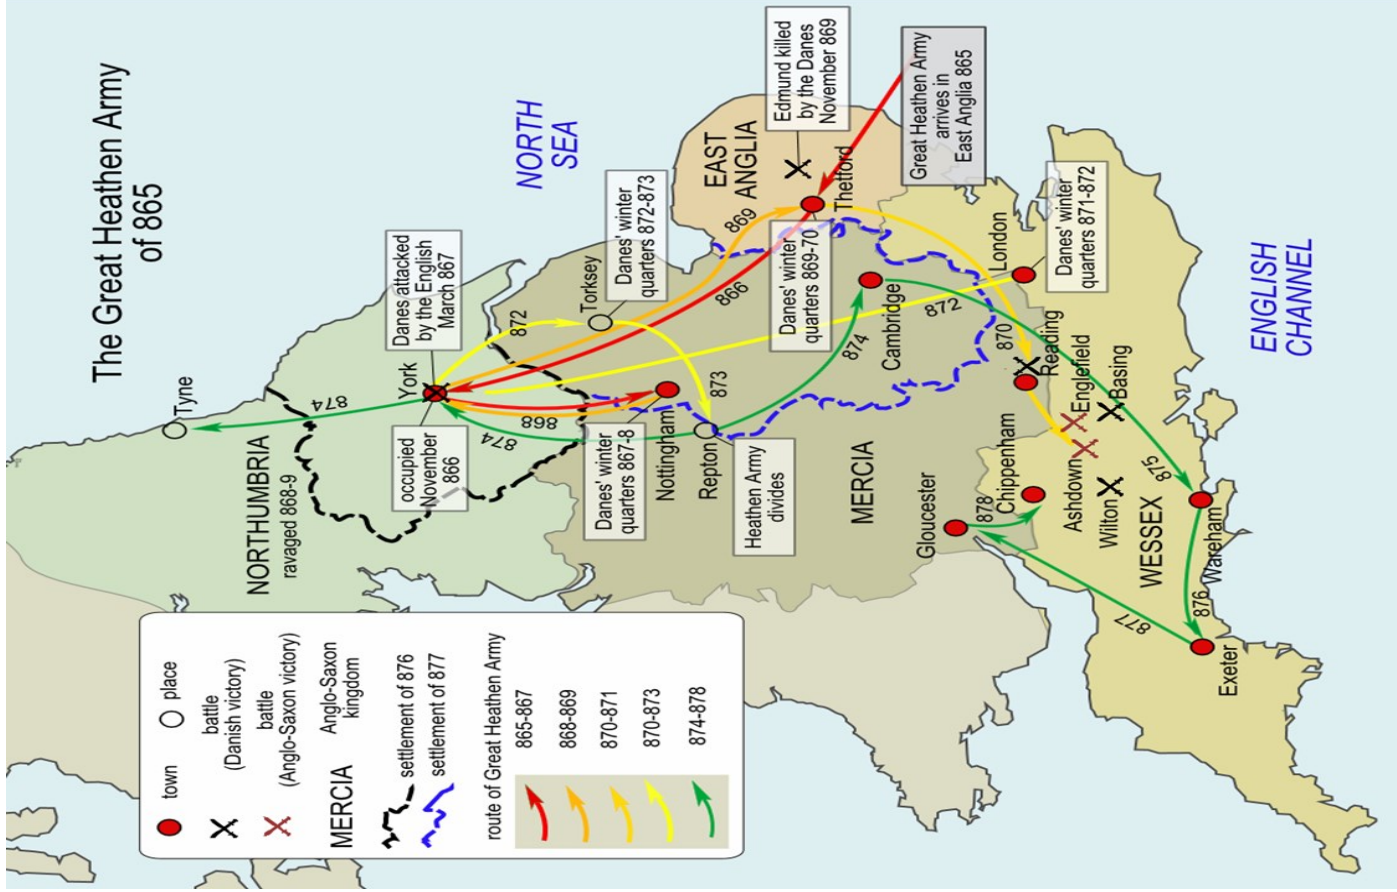 The Great Heathen Army
of 865
NORTH
SEA
ENGLISH
CHANNEL
Tyne
874
NORTHUMBRIA
ravaged 868-9
Danes attacked
by the English
March 867
York
occupied
November
866
874
868
872
Torksey
Danes' winter
quarters 872-873
873
Danes' winter
quarters 867-8
Nottingham
Repton
Heathen Army
divides
866
869
EAST
ANGLIA
Edmund killed
by the Danes
November 869
Thetford
Great Heathen Army
arrives in
East Anglia 865
Danes' winter
quarters 869-70
874
Cambridge
872
MERCIA
870
London
Danes' winter
quarters 871-872
Reading
Englefield
Basing
Gloucester
878
Chippenham
Ashdown
Wilton
WESSEX
875
Wareham
876
877
Exeter
town
place
battle
(Danish victory)
battle
(Anglo-Saxon victory)
MERCIA
Anglo-Saxon
kingdom
settlement of 876
settlement of 877
route of Great Heathen Army
865-867
868-869
870-871
870-873
874-878